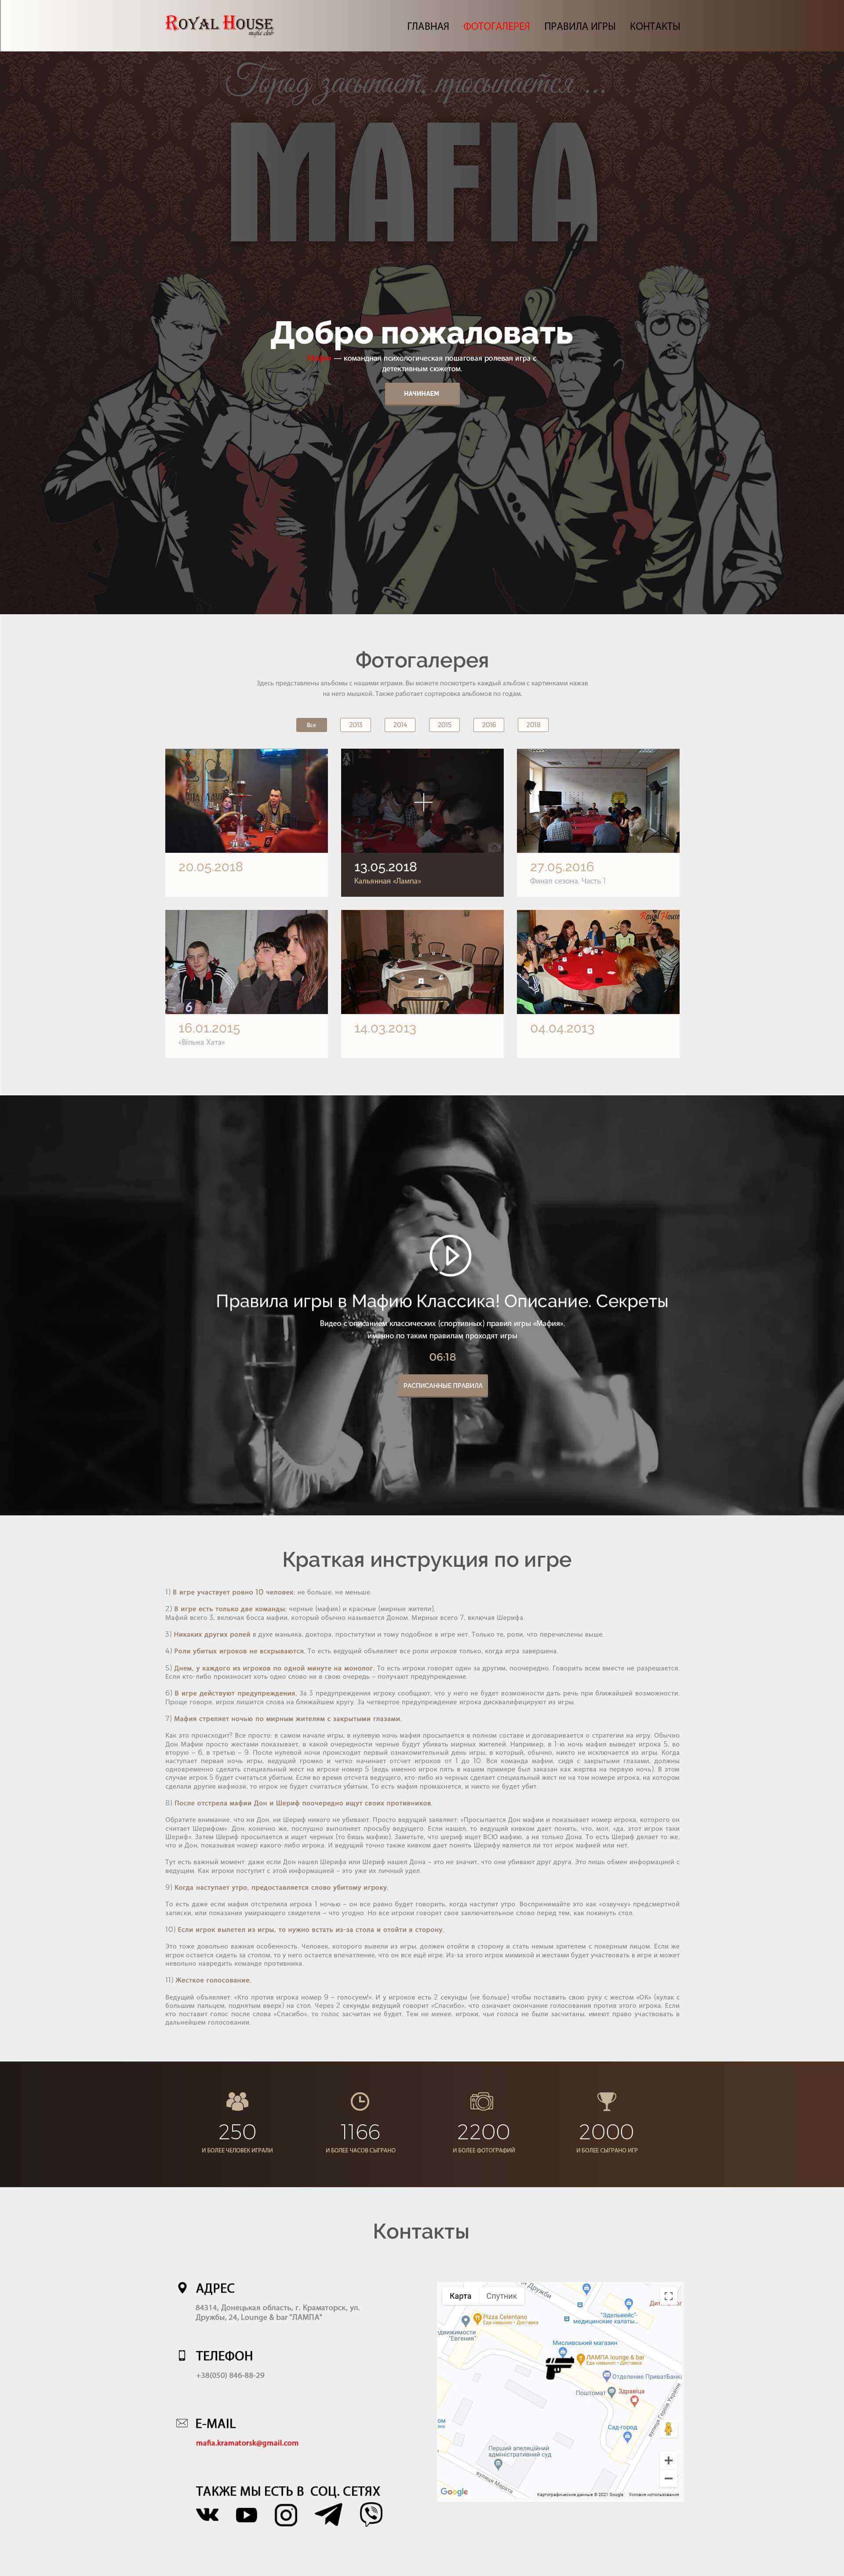 ROYAL HOUSE
mafia club
ГЛАВНАЯ ФОТОГАЛЕРЕЯ ПРАВИЛА ИГРЫ КОНТАКТЫ
Город засыпает, просыпается ...
MAFIA
Добро пожаловать
— командная психологическая пошаговая ролевая игра с
детективным сюжетом.
НАЧИНАЕМ
Фотогалерея
Здесь представлены альбомы с нашими играми. Вы можете посмотреть каждый альбом с картинками нажав
на него мышкой. Также работает сортировка альбомов по годам.
Все 2013 2014 2015 2016 2018
20.05.2018
13.05.2018
Кальянная «Лампа»
27.05.2016
Финал сезона. Часть 1
6
Royal House
16.01.2015
«Вільна Хата»
14.03.2013
04.04.2013
Правила игры в Мафию Классика! Описание. Секреты
Видео с описанием классических (спортивных) правил игры «Мафия».
именно по таким правилам проходят игры
06:18
РАСПИСАННЫЕ ПРАВИЛА
Краткая инструкция по игре
1) В игре участвует ровно 10 человек: не больше, не меньше.
2) В игре есть только две команды: черные (мафия) и красные (мирные жители).
Мафий всего 3, включая босса мафии, который обычно называется Доном. Мирных всего 7, включая Шерифа.
3) Никаких других ролей в духе маньяка, доктора, проститутки и тому подобное в игре нет. Только те, роли, что перечислены выше.
4) Роли убитых игроков не вскрываются. То есть ведущий объявляет все роли игроков только, когда игра завершена.
5) Днем, у каждого из игроков по одной минуте на монолог. То есть игроки говорят один за другим, поочередно. Говорить всем вместе не разрешается.
Если кто-либо произносит хоть одно слово не в свою очередь – получают предупреждение.
6) В игре действуют предупреждения. За 3 предупреждения игроку сообщают, что у него не будет возможности дать речь при ближайшей возможности.
Проще говоря, игрок лишится слова на ближайшем кругу. За четвертое предупреждение игрока дисквалифицируют из игры.
7) Мафия стреляет ночью по мирным жителям с закрытыми глазами.
Как это происходит? Все просто: в самом начале игры, в нулевую ночь мафия просыпается в полном составе и договаривается о стратегии на игру. Обычно
Дон Мафии просто жестами показывает, в какой очередности черные будут убивать мирных жителей. Например, в 1-ю ночь мафия выведет игрока 5, во
вторую – 6, в третью – 9. После нулевой ночи происходит первый ознакомительный день игры, в который, обычно, никто не исключается из игры. Когда
наступает первая ночь игры, ведущий громко и четко начинает отсчет игроков от 1 до 10. Вся команда мафии, сидя с закрытыми глазами, должна
одновременно сделать специальный жест на игроке номер 5 (ведь именно игрок пять в нашем примере был заказан как жертва на первую ночь). В этом
случае игрок 5 будет считаться убитым. Если во время отсчета ведущего, кто-либо из черных сделает специальный жест не на том номере игрока, на котором
сделали другие мафиози, то игрок не будет считаться убитым. То есть мафия промахнется, и никто не будет убит.
8) После отстрела мафии Дон и Шериф поочередно ищут своих противников.
Обратите внимание, что ни Дон, ни Шериф никого не убивают. Просто ведущий заявляет: «Просыпается Дон мафии и показывает номер игрока, которого он
считает Шерифом». Дон, конечно же, послушно выполняет просьбу ведущего. Если нашел, то ведущий кивком дает понять, что, мол, «да, этот игрок таки
Шериф». Затем Шериф просыпается и ищет черных (то бишь мафию). Заметьте, что шериф ищет ВСЮ мафию, а не только Дона. То есть Шериф делает то же,
что и Дон, показывая номер какого-либо игрока. И ведущий точно также кивком дает понять Шерифу является ли тот игрок мафией или нет.
Тут есть важный момент: даже если Дон нашел Шерифа или Шериф нашел Дона – это не значит, что они убивают друг друга. Это лишь обмен информацией с
ведущим. Как игроки поступят с этой информацией – это уже их личный удел.
9) Когда наступает утро, предоставляется слово убитому игроку.
То есть даже если мафия отстрелила игрока 1 ночью – он все равно будет говорить, когда наступит утро. Воспринимайте это как «озвучку» предсмертной
записки, или показания умирающего свидетеля – что угодно. Но все игроки говорят свое заключительное слово перед тем, как покинуть стол.
10) Если игрок вылетел из игры, то нужно встать из-за стола и отойти в сторону.
Это тоже довольно важная особенность. Человек, которого вывели из игры, должен отойти в сторону и стать немым зрителем с покерным лицом. Если же
игрок остается сидеть за столом, то у него остается впечатление, что он все ещё игре. Из-за этого игрок мимикой и жестами будет участвовать в игре и может
невольно навредить команде противника.
11) Жесткое голосование.
Ведущий объявляет: «Кто против игрока номер 9 – голосуем!». И у игроков есть 2 секунды (не больше) чтобы поставить свою руку с жестом «ОК» (кулак с
большим пальцем, поднятым вверх) на стол. Через 2 секунды ведущий говорит «Спасибо», что означает окончание голосования против этого игрока. Если
кто поставит голос после слова «Спасибо», то голос засчитан не будет. Тем не менее, игроки, чьи голоса не были засчитаны, имеют право участвовать в
дальнейшем голосовании.
250 1166 2200 2000
И БОЛЕЕ ЧЕЛОВЕК ИГРАЛИ И БОЛЕЕ ЧАСОВ СЫГРАНО И БОЛЕЕ ФОТОГРАФИЙ И БОЛЕЕ СЫГРАНО ИГР
Контакты
АДРЕС
84314, Донецькая область, г. Краматорск, ул.
Дружбы, 24, Lounge & bar "ЛАМПА"
ТЕЛЕФОН
+38(050) 846-88-29
E-MAIL
mafia.kramatorsk@gmail.com
ТАКЖЕ МЫ ЕСТЬ В СОЦ. СЕТЯХ
Карта Спутник
Дружби
Pizza Celentano
Еда навынос • Доставка
"Эдельвейс"
медицинские халаты...
движимости
"Евгения"
Мисливський магазин
ЛАМПА lounge & bar
Еда навынос • Доставка
Отделение ПриватБанка
Поштомат
Здравица
вулиця Героїв України
Сад-город
Перший апеляційний
адміністративний суд
вулиця Марата
Google
Картографические данные © 2021 Google Условия использования